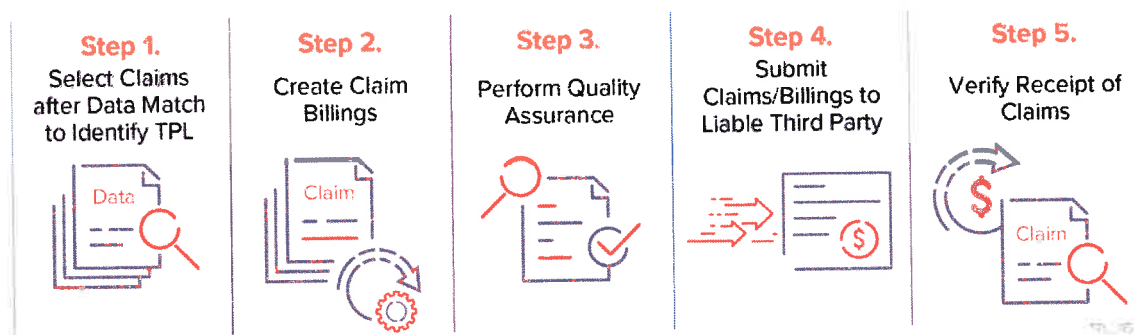 Step 1.
Select Claims
after Data Match
to Identify TPL
Data
Step 2.
Create Claim
Billings
Claim
Step 3.
Perform Quality
Assurance
Step 4.
Submit
Claims/Billings to
Liable Third Party
$
Step 5.
Verify Receipt of
Claims
$
Claim